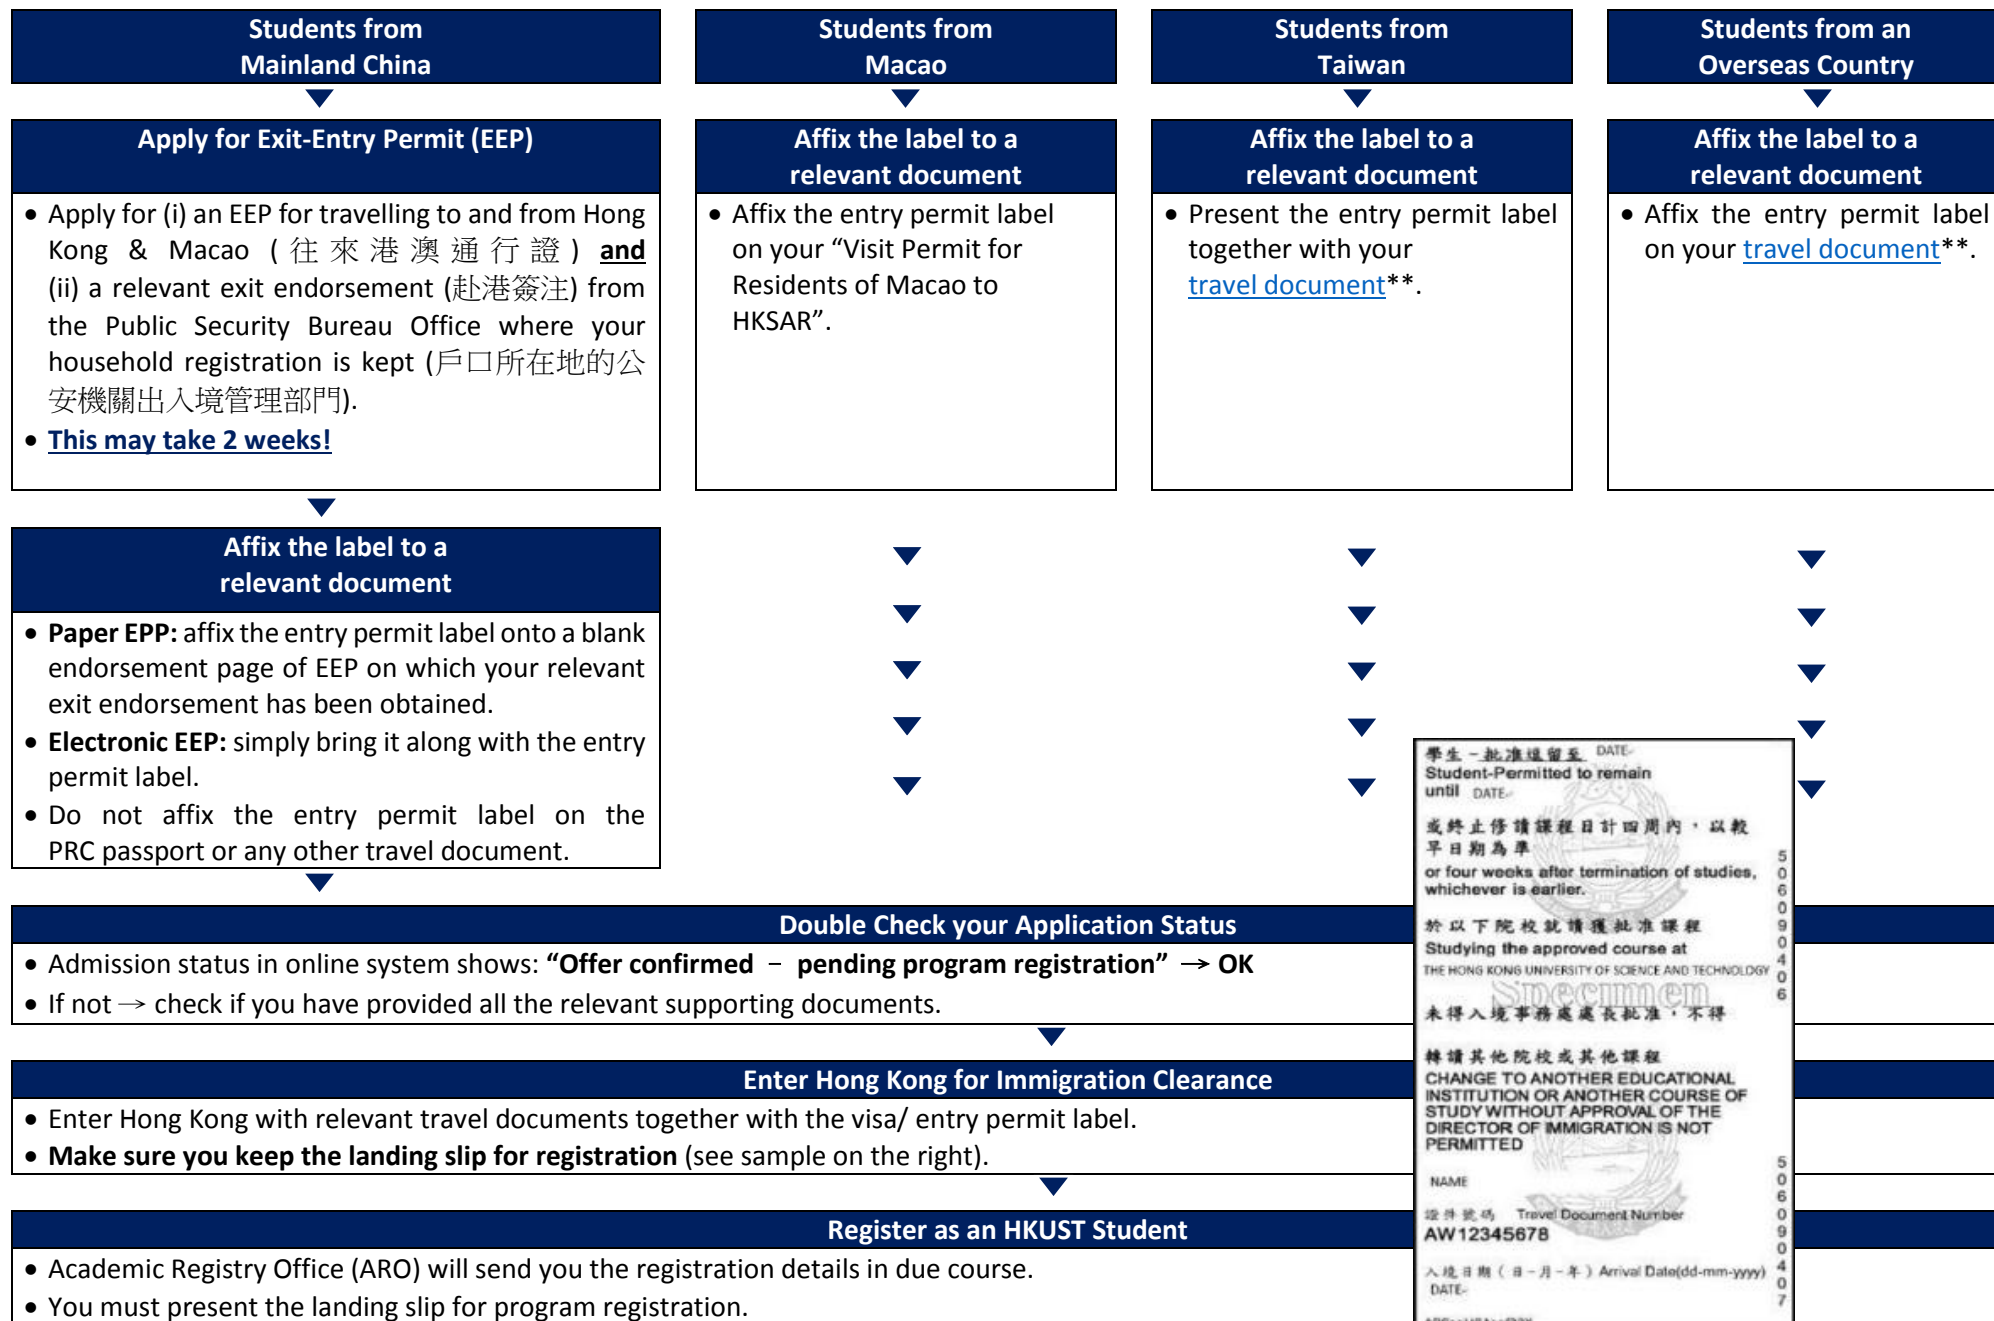 Students from
Mainland China
Students from
Macao
Students from
Taiwan
Students from an
Overseas Country
Apply for Exit-Entry Permit (EEP)
• Apply for (i) an EEP for travelling to and from Hong
Kong & Macao (往來港澳通行證) and
(ii) a relevant exit endorsement (赴港簽注) from
the Public Security Bureau Office where your
household registration is kept (戶口所在地的公
安機關出入境管理部門).
• This may take 2 weeks!
Affix the label to a
relevant document
• Affix the entry permit label
on your “Visit Permit for
Residents of Macao to
HKSAR”.
Affix the label to a
relevant document
• Present the entry permit label
together with your
travel document**.
Affix the label to a
relevant document
• Affix the entry permit label
on your travel document**.
Affix the label to a
relevant document
• Paper EPP: affix the entry permit label onto a blank
endorsement page of EEP on which your relevant
exit endorsement has been obtained.
• Electronic EEP: simply bring it along with the entry
permit label.
• Do not affix the entry permit label on the
PRC passport or any other travel document.
Double Check your Application Status
• Admission status in online system shows: “Offer confirmed – pending program registration” → OK
• If not → check if you have provided all the relevant supporting documents.
Enter Hong Kong for Immigration Clearance
• Enter Hong Kong with relevant travel documents together with the visa/ entry permit label.
• Make sure you keep the landing slip for registration (see sample on the right).
Register as an HKUST Student
• Academic Registry Office (ARO) will send you the registration details in due course.
• You must present the landing slip for program registration.
學生 - 批准逗留至 DATE-
Student-Permitted to remain
until DATE-
或終止修讀課程日計四周內，以較
早日期為準
or four weeks after termination of studies,
whichever is earlier.
於以下院校就讀獲批准課程
Studying the approved course at
THE HONG KONG UNIVERSITY OF SCIENCE AND TECHNOLOGY
Specimen
未得入境事務處處長批准，不得
轉讀其他院校或其他課程
CHANGE TO ANOTHER EDUCATIONAL
INSTITUTION OR ANOTHER COURSE OF
STUDY WITHOUT APPROVAL OF THE
DIRECTOR OF IMMIGRATION IS NOT
PERMITTED
NAME
證件號碼 Travel Document Number
AW12345678
入境日期（日-月-年）Arrival Date(dd-mm-yyyy)
DATE-
506090406
506090407